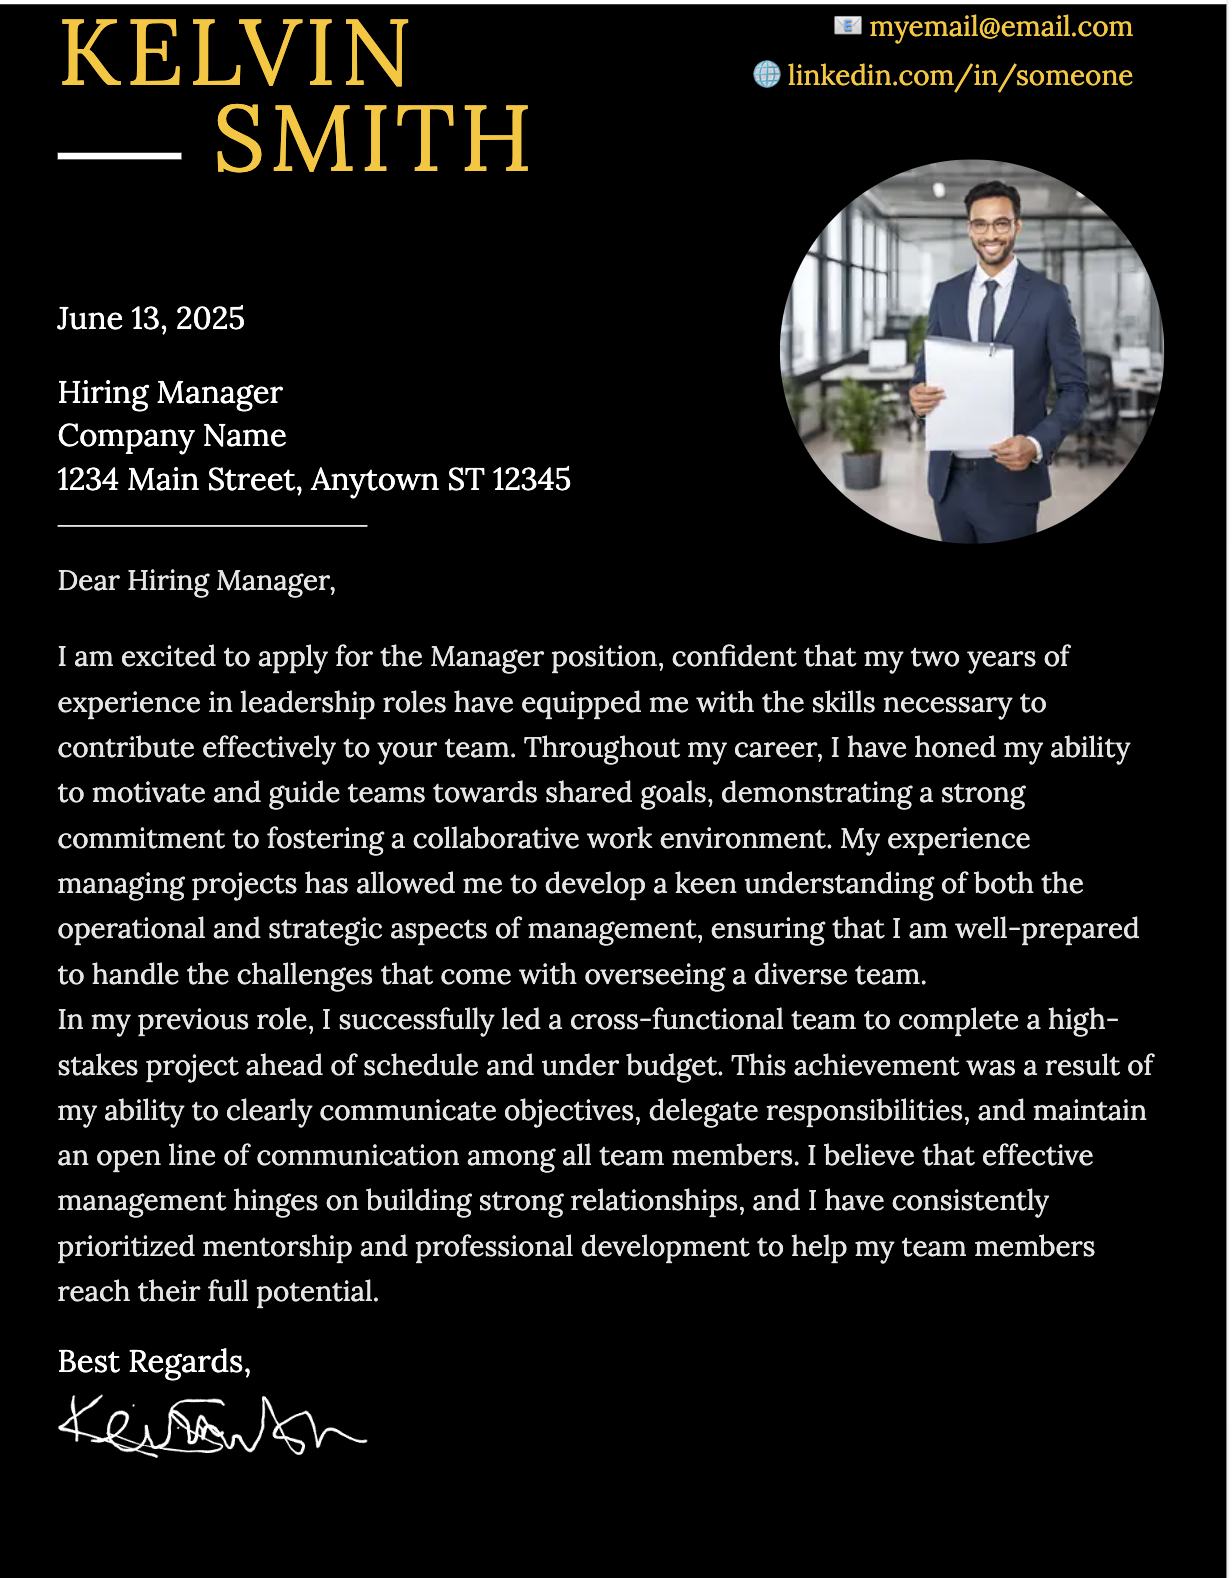 KELVIN
SMITH
myemail@email.com
linkedin.com/in/someone
June 13, 2025
Hiring Manager
Company Name
1234 Main Street, Anytown ST 12345
Dear Hiring Manager,
I am excited to apply for the Manager position, confident that my two years of
experience in leadership roles have equipped me with the skills necessary to
contribute effectively to your team. Throughout my career, I have honed my ability
to motivate and guide teams towards shared goals, demonstrating a strong
commitment to fostering a collaborative work environment. My experience
managing projects has allowed me to develop a keen understanding of both the
operational and strategic aspects of management, ensuring that I am well-prepared
to handle the challenges that come with overseeing a diverse team.
In my previous role, I successfully led a cross-functional team to complete a high-
stakes project ahead of schedule and under budget. This achievement was a result of
my ability to clearly communicate objectives, delegate responsibilities, and maintain
an open line of communication among all team members. I believe that effective
management hinges on building strong relationships, and I have consistently
prioritized mentorship and professional development to help my team members
reach their full potential.
Best Regards,